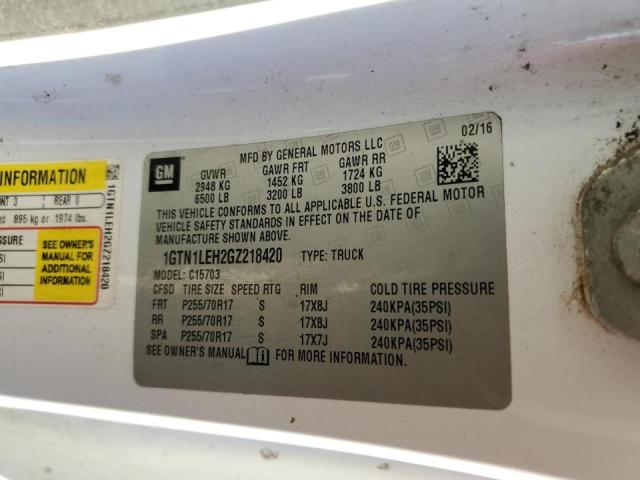 INFORMATION
NT 3 REAR 0
895 kg or 1974 lbs.
SEE OWNER'S
MANUAL FOR
ADDITIONAL
INFORMATION
1GTN1LEH2GZ218420
GM
MFD BY GENERAL MOTORS LLC
02/16
GVWR GAWR FRT GAWR RR
2948 KG 1452 KG 1724 KG
6500 LB 3200 LB 3800 LB
THIS VEHICLE CONFORMS TO ALL APPLICABLE U.S. FEDERAL MOTOR
VEHICLE SAFETY STANDARDS IN EFFECT ON THE DATE OF
MANUFACTURE SHOWN ABOVE.
1GTN1LEH2GZ218420 TYPE: TRUCK
MODEL: C15703
CFSD TIRE SIZE SPEED RTG RIM COLD TIRE PRESSURE
FRT P255/70R17 S 17X8J 240KPA(35PSI)
RR P255/70R17 S 17X8J 240KPA(35PSI)
SPA P255/70R17 S 17X7J 240KPA(35PSI)
SEE OWNER'S MANUAL FOR MORE INFORMATION.